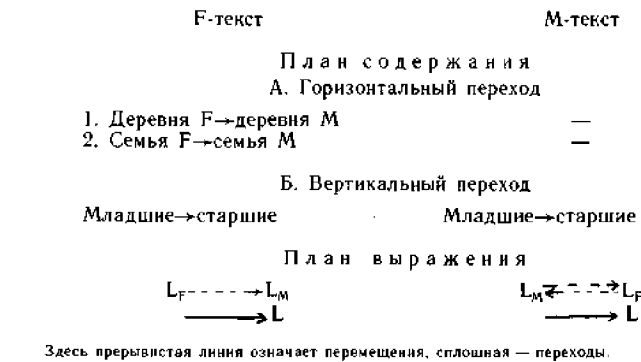 F-текст M-текст
План содержания
А. Горизонтальный переход
1. Деревня F→деревня M —
2. Семья F→семья M —
Б. Вертикальный переход
Младшие→старшие Младшие→старшие
План выражения
L_F- - - - -→L_M L_M⇄- - -L_F
→L →L
Здесь прерывистая линия означает перемещения, сплошная — переходы.